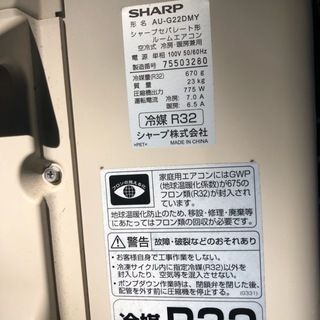 SHARP
形名 AU-G22DMY
シャープセパレート形
ルームエアコン
空冷式 冷房・暖房兼用
電源 単相 100V 50/60Hz
製造番号 75503280
冷媒量(R32) 670 g
質量 23 kg
圧縮機出力 775 W
運転電流 冷房 7.0 A
暖房 6.5 A
冷媒 R32
シャープ株式会社
>PET< MADE IN CHINA
フロンの見える化
家庭用エアコンにはGWP
(地球温暖化係数)が675の
フロン類(R32)が封入され
ています。
地球温暖化防止のため、移設・修理・廃棄等
にあたってはフロン類の回収が必要です。
警告 故障・破裂などのおそれあり
• お客様自身で工事作業をしない。
• 冷凍サイクル内に指定冷媒(R32)以外を
封入したり、空気等を混入させない。
• ポンプダウン作業時は、閉鎖弁を閉じた後、
配管を外す前に圧縮機を停止する。 (0331)
冷媒 R32